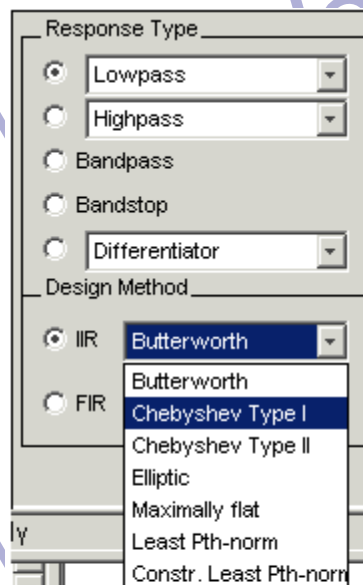 Response Type
Lowpass
Highpass
Bandpass
Bandstop
Differentiator
Design Method
IIR Butterworth
FIR
Butterworth
Chebyshev Type I
Chebyshev Type II
Elliptic
Maximally flat
Least Pth-norm
Constr. Least Pth-norm